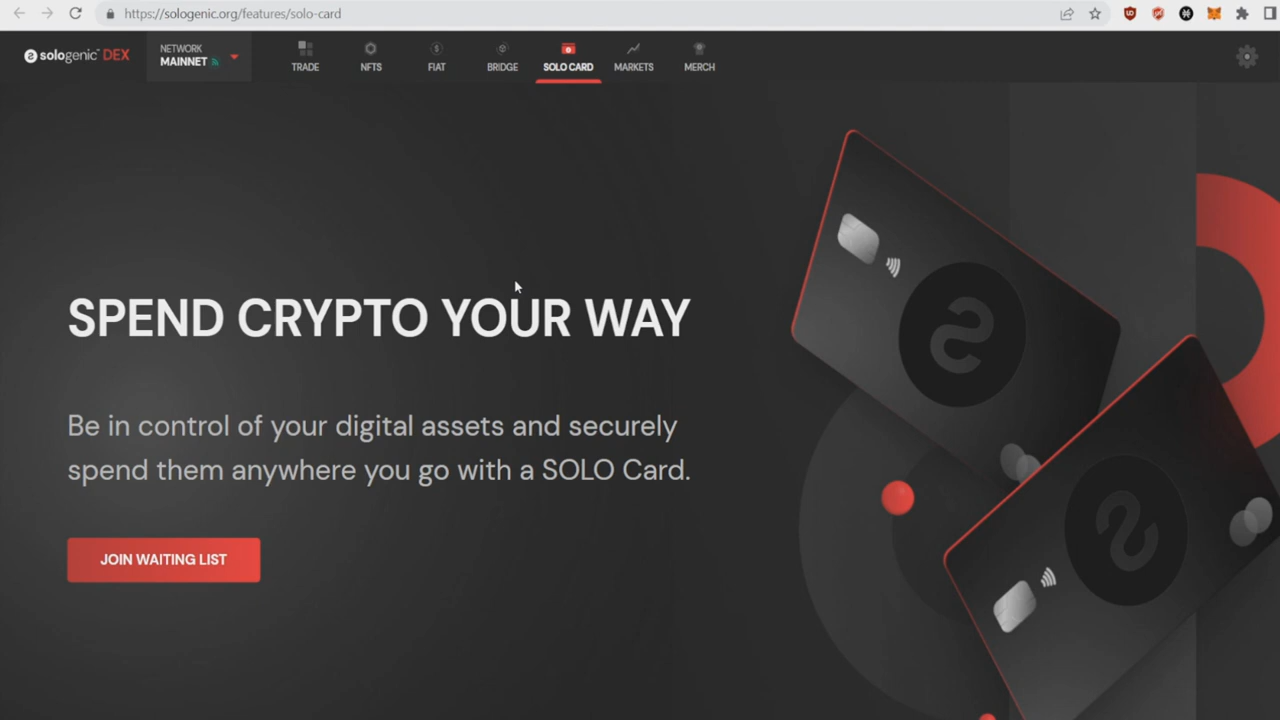 https://sologenic.org/features/solo-card
sologenic™ DEX
NETWORK
MAINNET
TRADE
NFTS
FIAT
BRIDGE
SOLO CARD
MARKETS
MERCH
SPEND CRYPTO YOUR WAY
Be in control of your digital assets and securely
spend them anywhere you go with a SOLO Card.
JOIN WAITING LIST